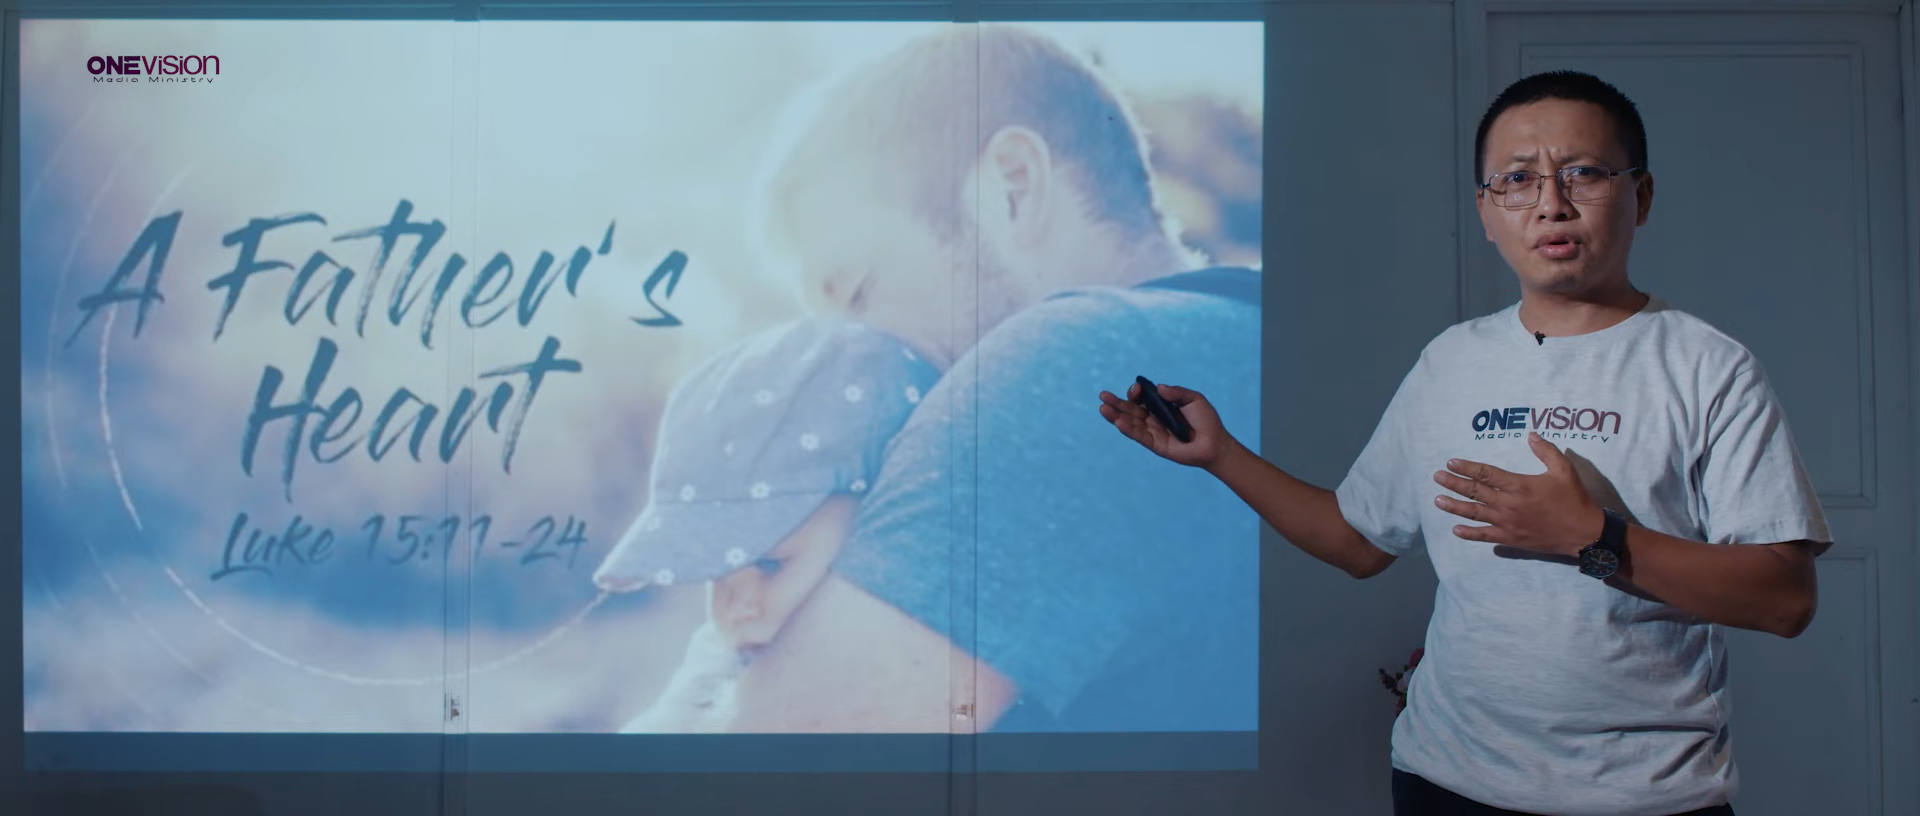 ONEViSiON
Media Ministry
A Father's
Heart
Luke 15:11-24
ONEViSiON
Media Ministry